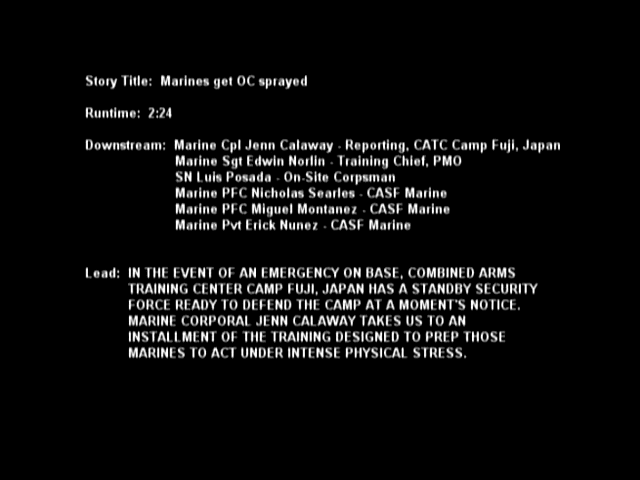 Story Title: Marines get OC sprayed
Runtime: 2:24
Downstream: Marine Cpl Jenn Calaway - Reporting, CATC Camp Fuji, Japan
Marine Sgt Edwin Norlin - Training Chief, PMO
SN Luis Posada - On-Site Corpsman
Marine PFC Nicholas Searles - CASF Marine
Marine PFC Miguel Montanez - CASF Marine
Marine Pvt Erick Nunez - CASF Marine
Lead: IN THE EVENT OF AN EMERGENCY ON BASE, COMBINED ARMS
TRAINING CENTER CAMP FUJI, JAPAN HAS A STANDBY SECURITY
FORCE READY TO DEFEND THE CAMP AT A MOMENT'S NOTICE.
MARINE CORPORAL JENN CALAWAY TAKES US TO AN
INSTALLMENT OF THE TRAINING DESIGNED TO PREP THOSE
MARINES TO ACT UNDER INTENSE PHYSICAL STRESS.